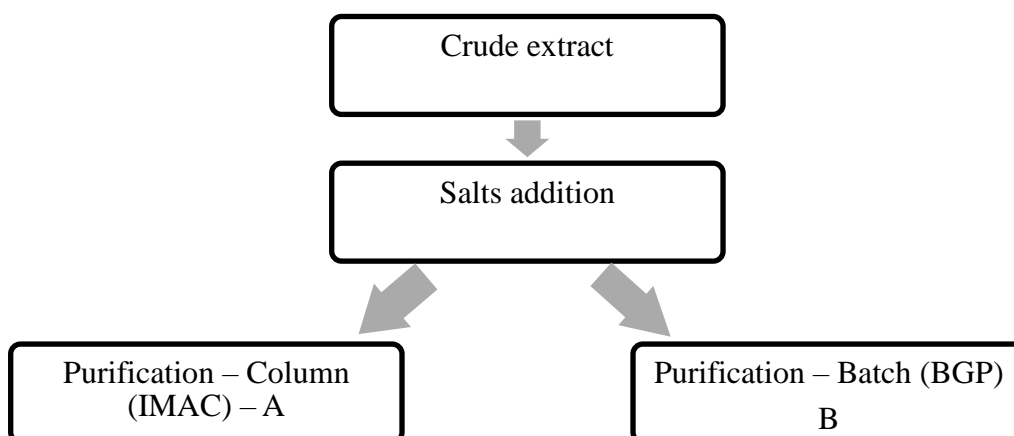 Crude extract
Salts addition
Purification – Column
(IMAC) – A
Purification – Batch (BGP)
B